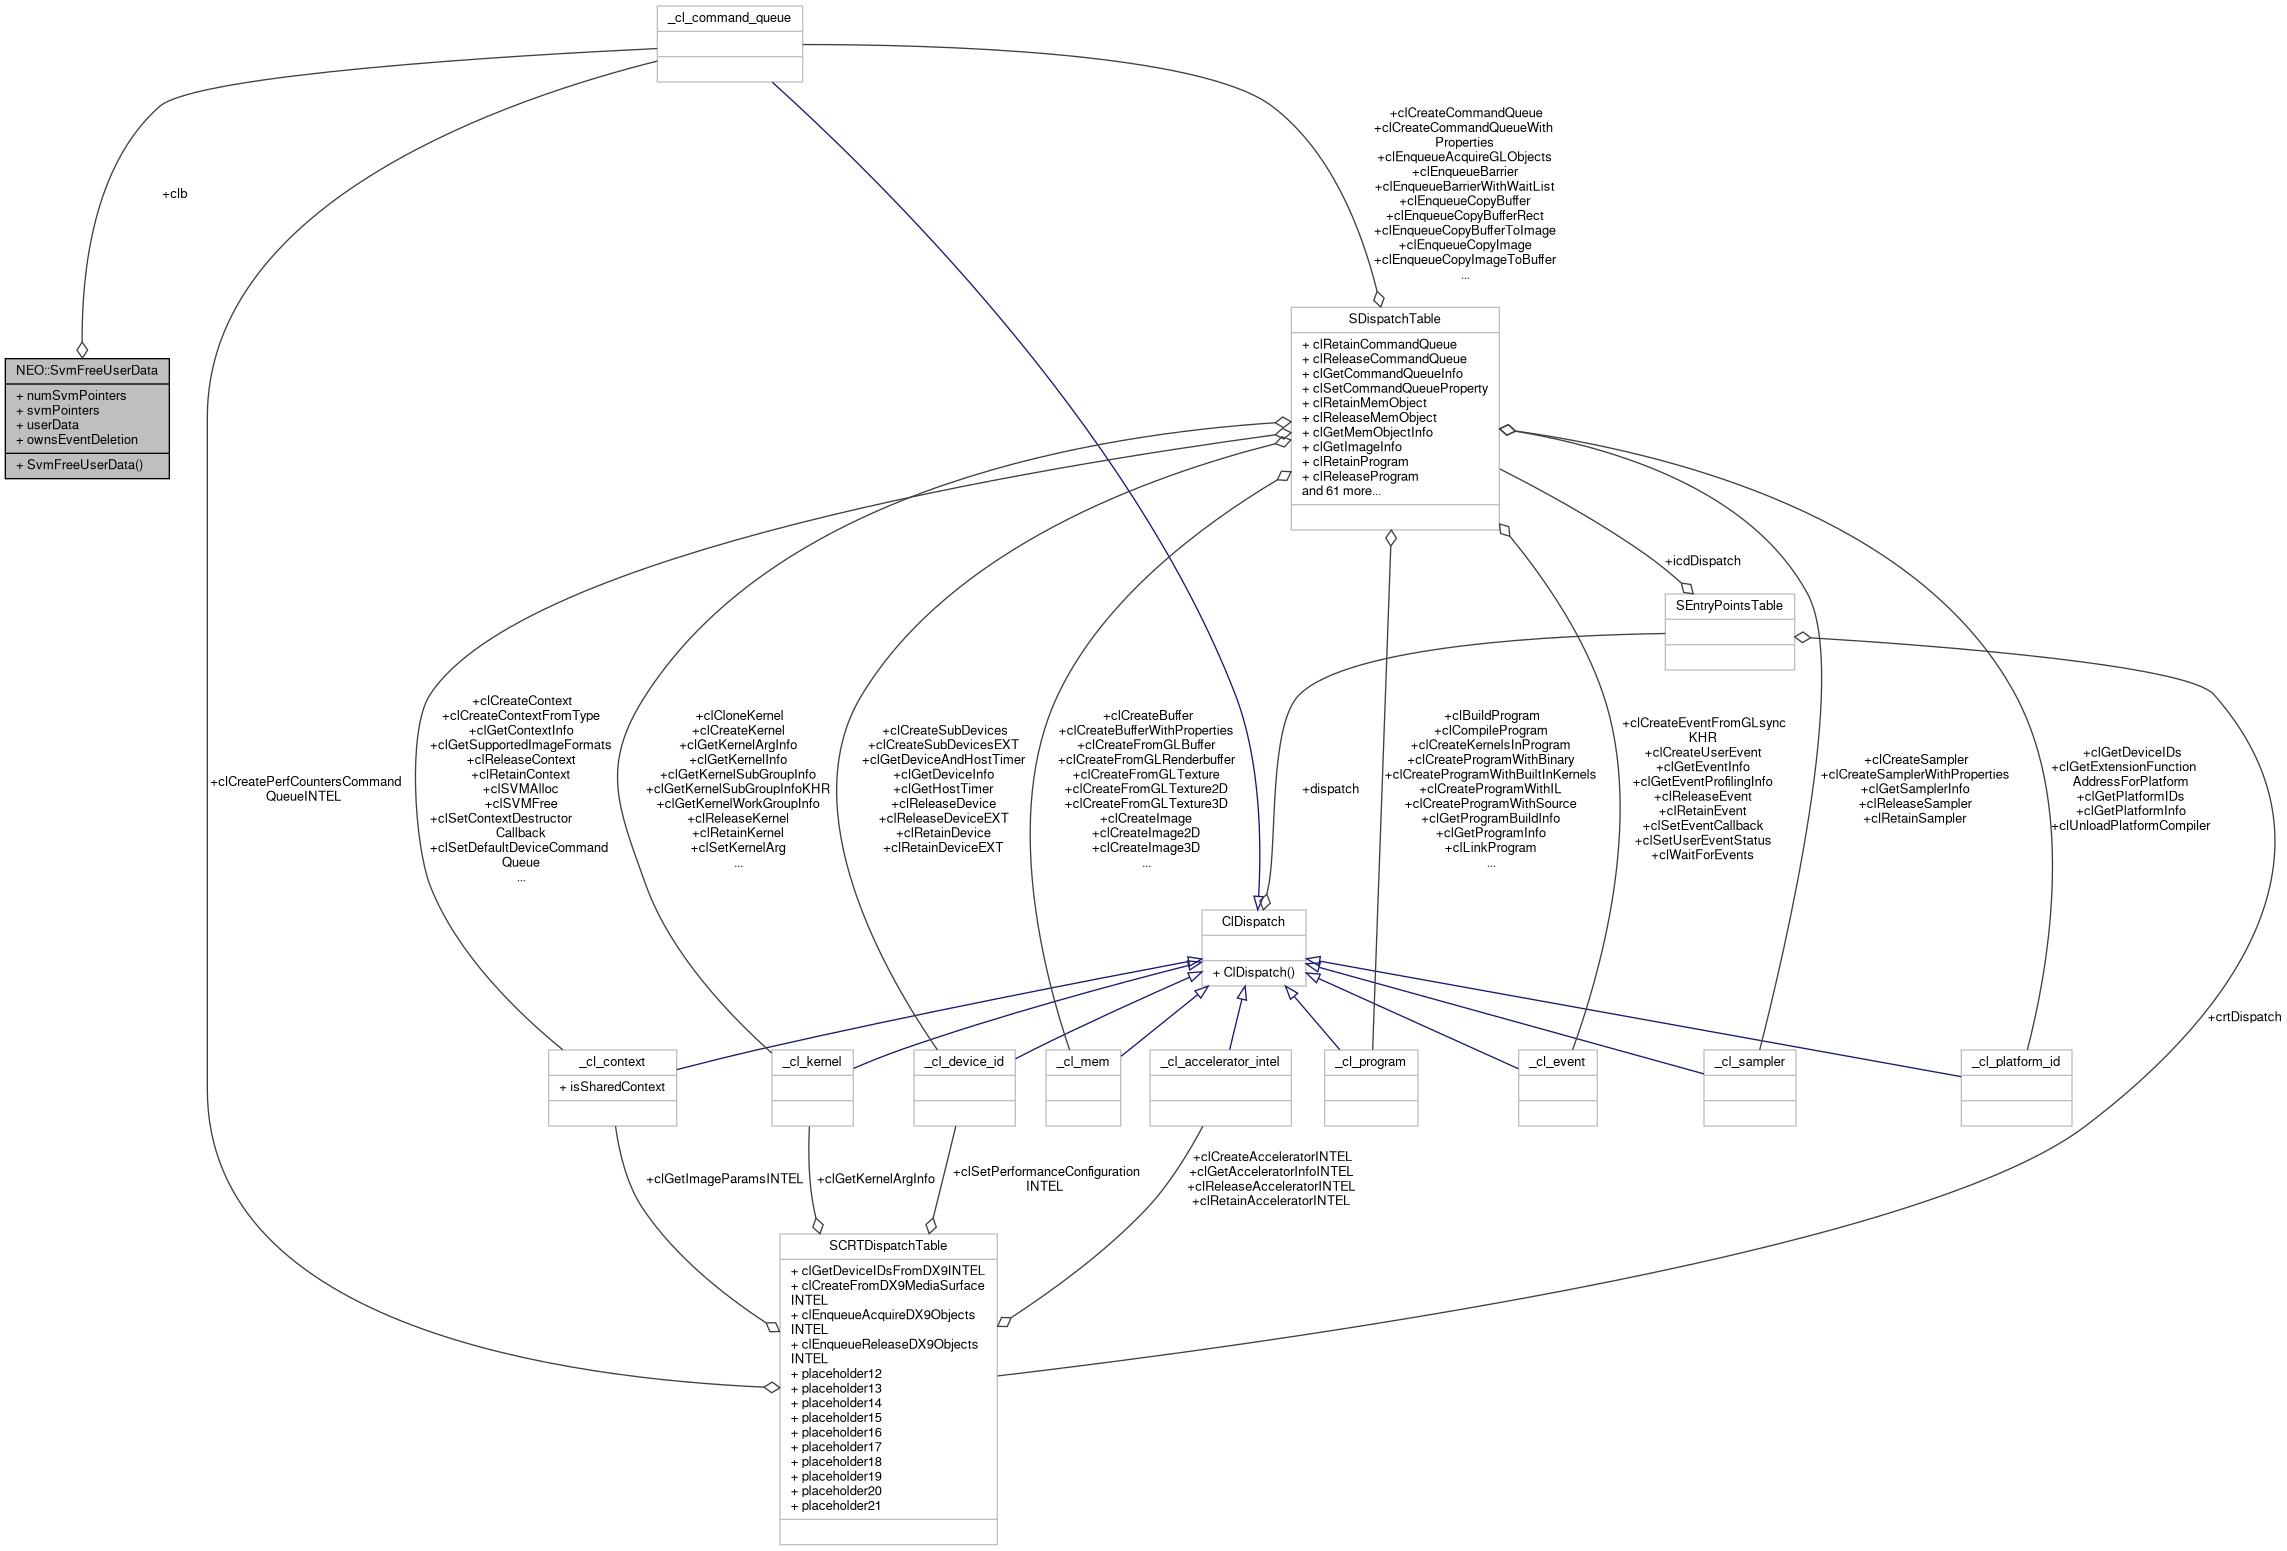 _cl_command_queue
+clb
NEO::SvmFreeUserData
+ numSvmPointers
+ svmPointers
+ userData
+ ownsEventDeletion
+ SvmFreeUserData()
+clCreateCommandQueue
+clCreateCommandQueueWith
Properties
+clEnqueueAcquireGLObjects
+clEnqueueBarrier
+clEnqueueBarrierWithWaitList
+clEnqueueCopyBuffer
+clEnqueueCopyBufferRect
+clEnqueueCopyBufferToImage
+clEnqueueCopyImage
+clEnqueueCopyImageToBuffer
...
SDispatchTable
+ clRetainCommandQueue
+ clReleaseCommandQueue
+ clGetCommandQueueInfo
+ clSetCommandQueueProperty
+ clRetainMemObject
+ clReleaseMemObject
+ clGetMemObjectInfo
+ clGetImageInfo
+ clRetainProgram
+ clReleaseProgram
and 61 more...
+icdDispatch
SEntryPointsTable
+clCreatePerfCountersCommand
QueueINTEL
+clCreateContext
+clCreateContextFromType
+clGetContextInfo
+clGetSupportedImageFormats
+clReleaseContext
+clRetainContext
+clSVMAlloc
+clSVMFree
+clSetContextDestructor
Callback
+clSetDefaultDeviceCommand
Queue
...
+clCloneKernel
+clCreateKernel
+clGetKernelArgInfo
+clGetKernelInfo
+clGetKernelSubGroupInfo
+clGetKernelSubGroupInfoKHR
+clGetKernelWorkGroupInfo
+clReleaseKernel
+clRetainKernel
+clSetKernelArg
...
+clCreateSubDevices
+clCreateSubDevicesEXT
+clGetDeviceAndHostTimer
+clGetDeviceInfo
+clGetHostTimer
+clReleaseDevice
+clReleaseDeviceEXT
+clRetainDevice
+clRetainDeviceEXT
+clCreateBuffer
+clCreateBufferWithProperties
+clCreateFromGLBuffer
+clCreateFromGLRenderbuffer
+clCreateFromGLTexture
+clCreateFromGLTexture2D
+clCreateFromGLTexture3D
+clCreateImage
+clCreateImage2D
+clCreateImage3D
...
+dispatch
+clBuildProgram
+clCompileProgram
+clCreateKernelsInProgram
+clCreateProgramWithBinary
+clCreateProgramWithBuiltInKernels
+clCreateProgramWithIL
+clCreateProgramWithSource
+clGetProgramBuildInfo
+clGetProgramInfo
+clLinkProgram
...
+clCreateEventFromGLsync
KHR
+clCreateUserEvent
+clGetEventInfo
+clGetEventProfilingInfo
+clReleaseEvent
+clRetainEvent
+clSetEventCallback
+clSetUserEventStatus
+clWaitForEvents
+clCreateSampler
+clCreateSamplerWithProperties
+clGetSamplerInfo
+clReleaseSampler
+clRetainSampler
+clGetDeviceIDs
+clGetExtensionFunction
AddressForPlatform
+clGetPlatformIDs
+clGetPlatformInfo
+clUnloadPlatformCompiler
ClDispatch
+ ClDispatch()
+crtDispatch
_cl_context
+ isSharedContext
_cl_kernel
_cl_device_id
_cl_mem
_cl_accelerator_intel
_cl_program
_cl_event
_cl_sampler
_cl_platform_id
+clGetImageParamsINTEL
+clGetKernelArgInfo
+clSetPerformanceConfiguration
INTEL
+clCreateAcceleratorINTEL
+clGetAcceleratorInfoINTEL
+clReleaseAcceleratorINTEL
+clRetainAcceleratorINTEL
SCRTDispatchTable
+ clGetDeviceIDsFromDX9INTEL
+ clCreateFromDX9MediaSurface
INTEL
+ clEnqueueAcquireDX9Objects
INTEL
+ clEnqueueReleaseDX9Objects
INTEL
+ placeholder12
+ placeholder13
+ placeholder14
+ placeholder15
+ placeholder16
+ placeholder17
+ placeholder18
+ placeholder19
+ placeholder20
+ placeholder21